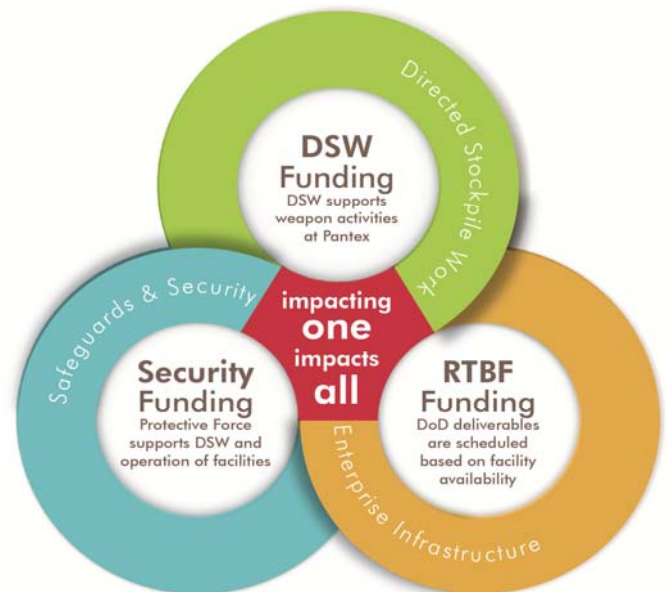 Directed Stockpile Work
DSW
Funding
DSW supports
weapon activities
at Pantex
Safeguards & Security
impacting
one
impacts
all
Security
Funding
Protective Force
supports DSW and
operation of facilities
RTBF
Funding
DoD deliverables
are scheduled
based on facility
availability
Enterprise Infrastructure